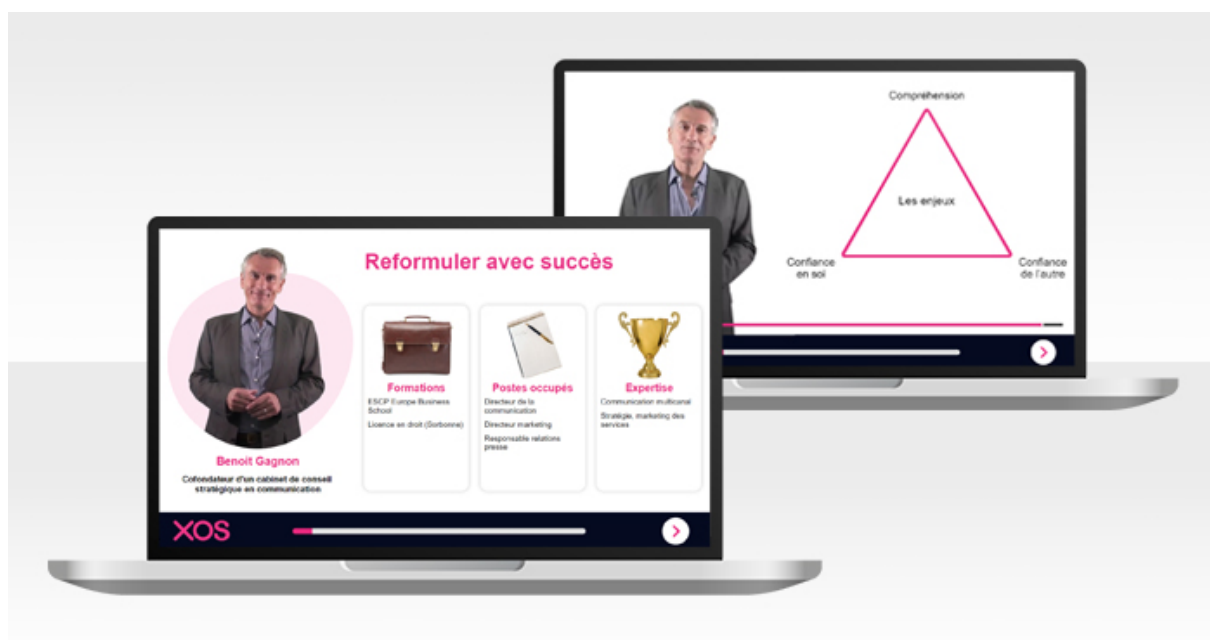 Reformuler avec succès
Benoit Gagnon
Cofondateur d'un cabinet de conseil
stratégique en communication
Formations
ESCP Europe Business
School
Licence en droit (Sorbonne)
Postes occupés
Directeur de la
communication
Directeur marketing
Responsable relations
presse
Expertise
Communication multicanal
Stratégie, marketing des
services
XOS
Compréhension
Les enjeux
Confiance
en soi
Confiance
de l'autre